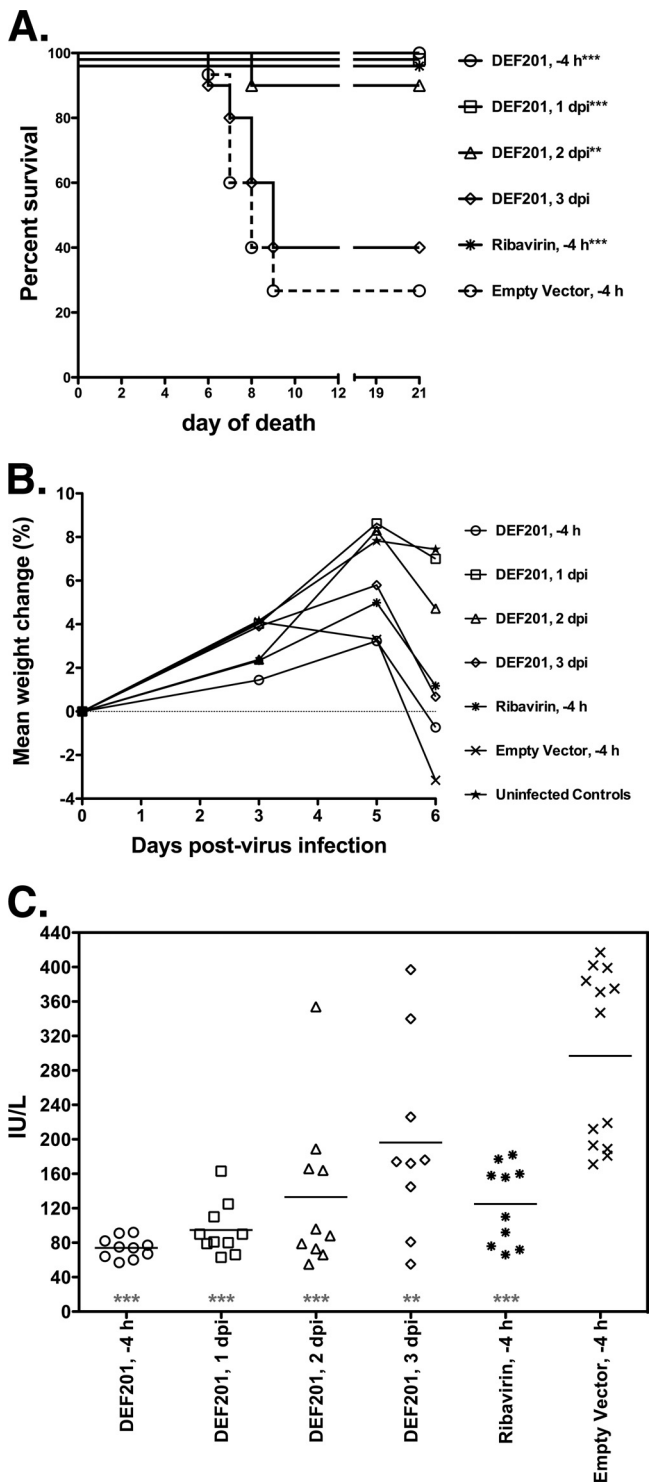 A.
Percent survival
100
80
60
40
20
0
0 2 4 6 8 10 12 19 21
day of death
DEF201, -4 h***
DEF201, 1 dpi***
DEF201, 2 dpi**
DEF201, 3 dpi
Ribavirin, -4 h***
Empty Vector, -4 h
B.
Mean weight change (%)
10
8
6
4
2
0
-2
-4
0 1 2 3 4 5 6
Days post-virus infection
DEF201, -4 h
DEF201, 1 dpi
DEF201, 2 dpi
DEF201, 3 dpi
Ribavirin, -4 h
Empty Vector, -4 h
Uninfected Controls
C.
IU/L
440
400
360
320
280
240
200
160
120
80
40
0
*** *** *** ** ***
DEF201, -4 h
DEF201, 1 dpi
DEF201, 2 dpi
DEF201, 3 dpi
Ribavirin, -4 h
Empty Vector, -4 h